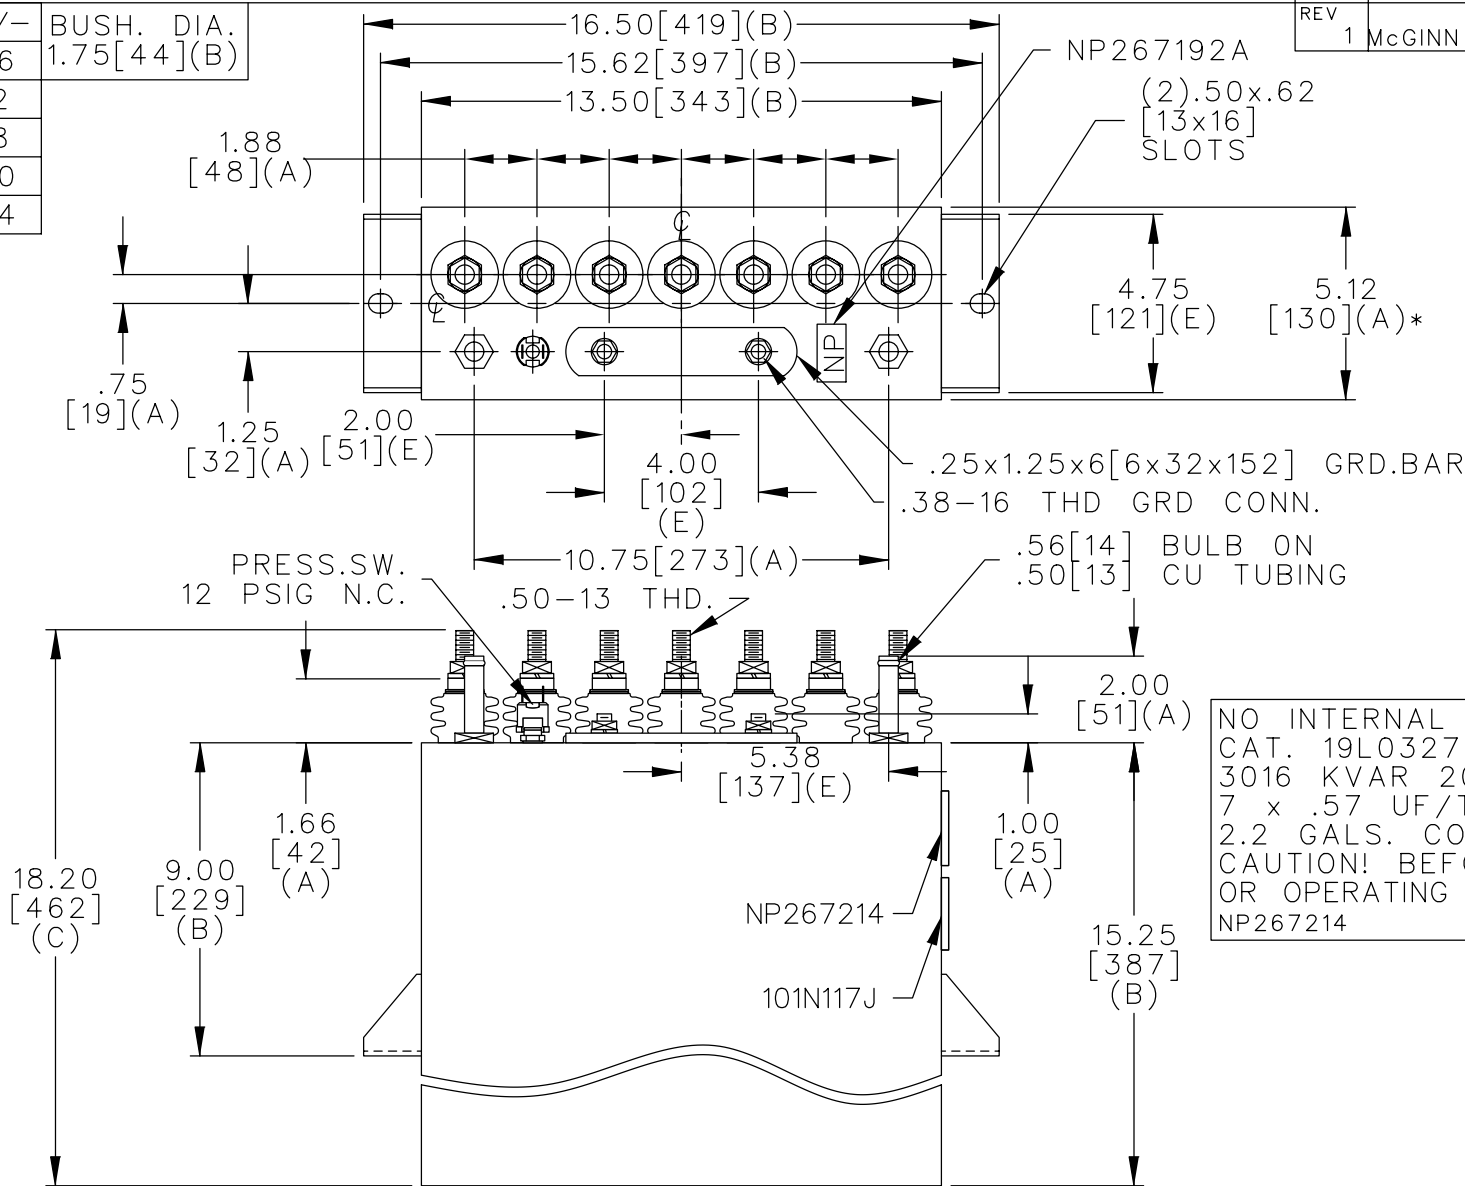 /-
BUSH. DIA.
1.75[44](B)
6
2
8
0
4
16.50[419](B)
15.62[397](B)
13.50[343](B)
REV
1 McGINN
NP267192A
(2).50x.62
[13x16]
SLOTS
1.88
[48](A)
℄
℄
NP
4.75
[121](E)
5.12
[130](A)*
.75
[19](A)
1.25
[32](A)
2.00
[51](E)
4.00
[102]
(E)
.25x1.25x6[6x32x152] GRD.BAR
.38-16 THD GRD CONN.
10.75[273](A)
PRESS.SW.
12 PSIG N.C.
.50-13 THD.
.56[14] BULB ON
.50[13] CU TUBING
2.00
[51](A)
5.38
[137](E)
1.66
[42]
(A)
1.00
[25]
(A)
18.20
[462]
(C)
9.00
[229]
(B)
NP267214
101N117J
15.25
[387]
(B)
NO INTERNAL
CAT. 19L0327
3016 KVAR
7 x .57 UF/
2.2 GALS.
CAUTION!
OR OPERATING
NP267214